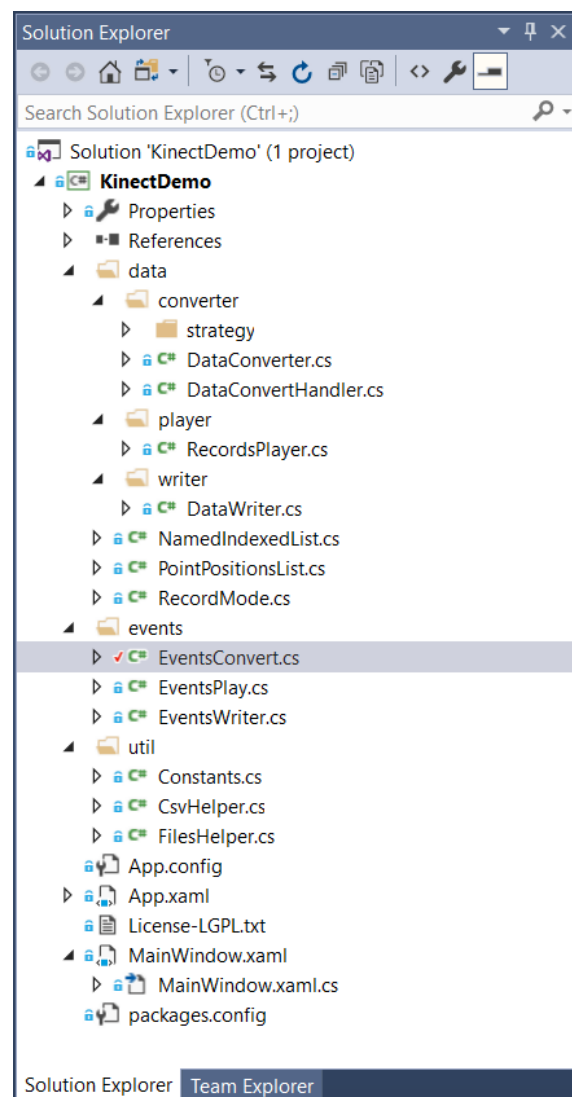 Solution Explorer
Search Solution Explorer (Ctrl+;)
Solution 'KinectDemo' (1 project)
C# KinectDemo
Properties
References
data
converter
strategy
C# DataConverter.cs
C# DataConvertHandler.cs
player
C# RecordsPlayer.cs
writer
C# DataWriter.cs
C# NamedIndexedList.cs
C# PointPositionsList.cs
C# RecordMode.cs
events
C# EventsConvert.cs
C# EventsPlay.cs
C# EventsWriter.cs
util
C# Constants.cs
C# CsvHelper.cs
C# FilesHelper.cs
App.config
App.xaml
License-LGPL.txt
MainWindow.xaml
MainWindow.xaml.cs
packages.config
Solution Explorer Team Explorer